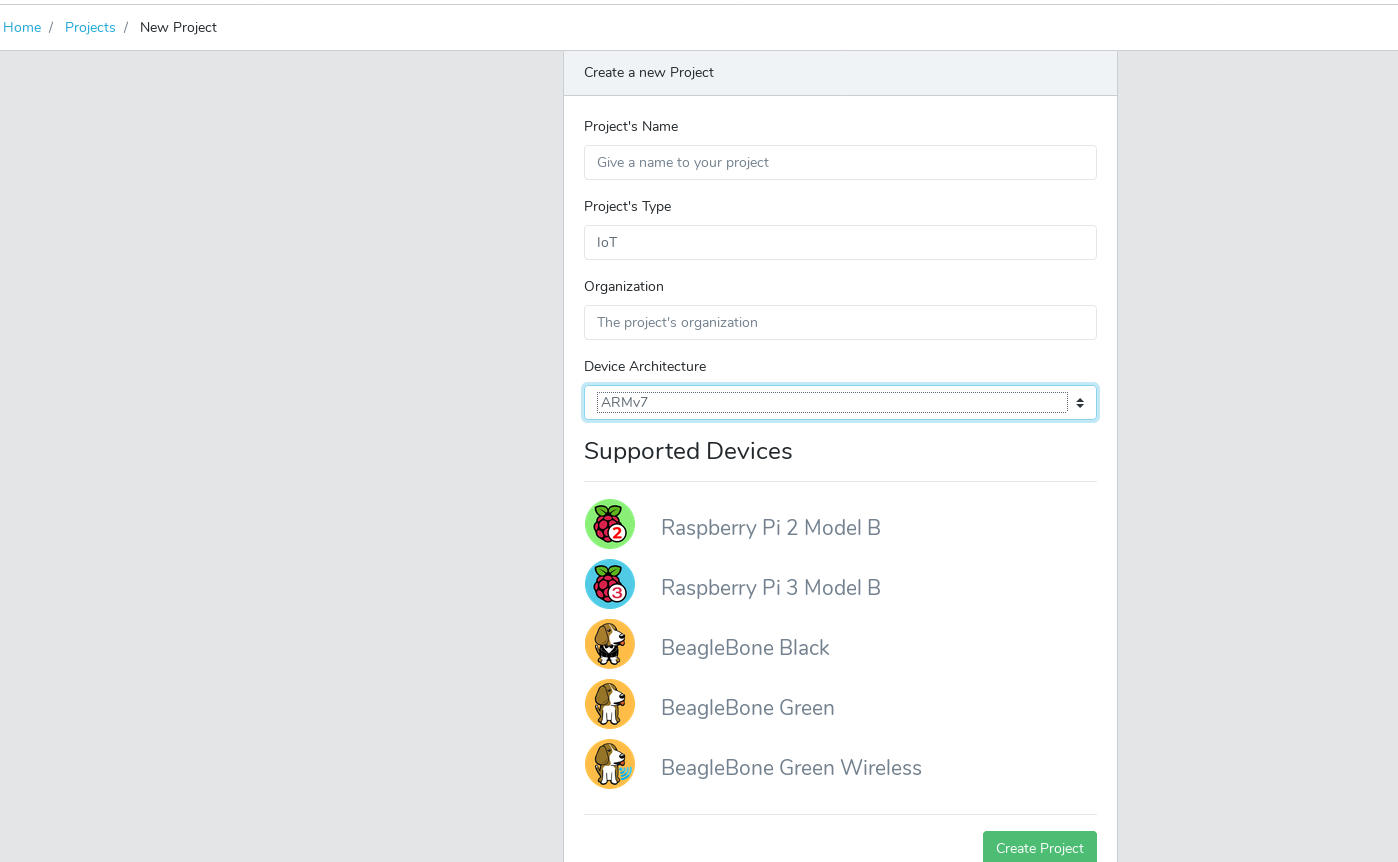 Home / Projects / New Project
Create a new Project
Project's Name
Give a name to your project
Project's Type
IoT
Organization
The project's organization
Device Architecture
ARMv7
Supported Devices
2 Raspberry Pi 2 Model B
3 Raspberry Pi 3 Model B
BeagleBone Black
BeagleBone Green
BeagleBone Green Wireless
Create Project